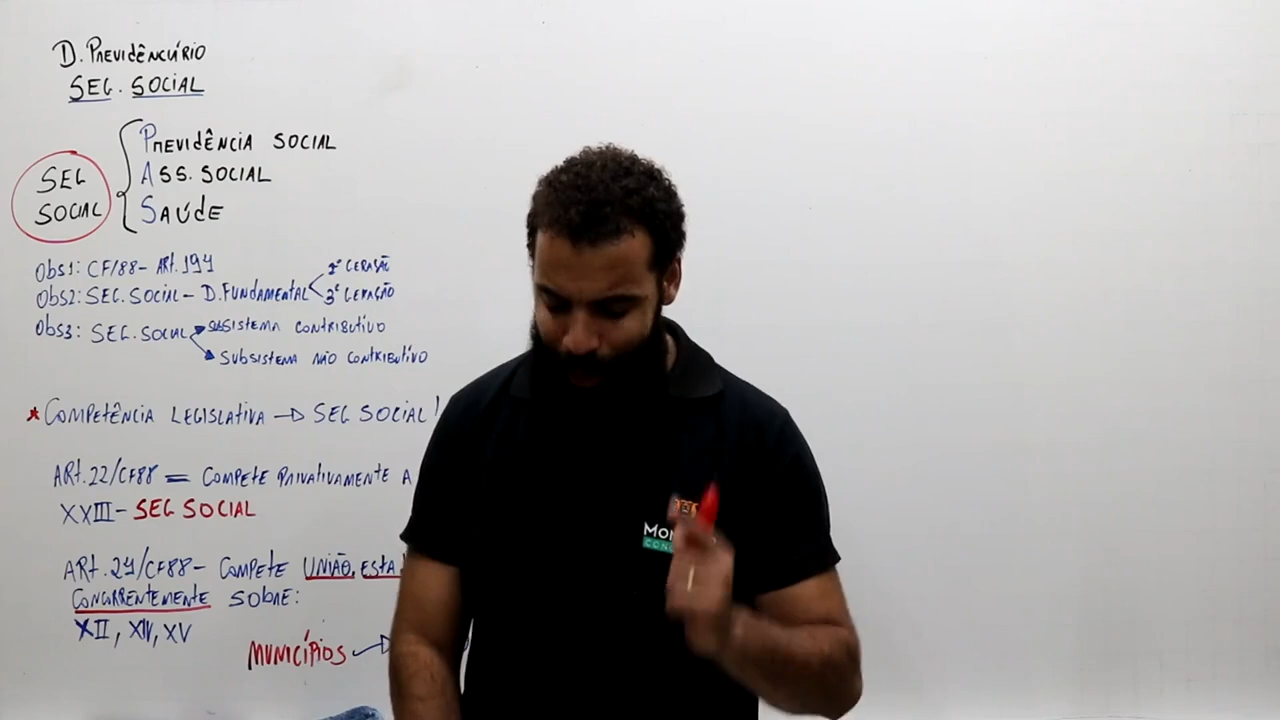 D. PREVIDÊNCIÁRIO
SEG. SOCIAL
SEG SOCIAL
PREVIDÊNCIA SOCIAL
ASS. SOCIAL
SAÚDE
Obs1: CF/88- ART. 194
Obs2: SEG. SOCIAL - D. FUNDAMENTAL
2ª GERAÇÃO
3ª GERAÇÃO
Obs3: SEG. SOCIAL
SUBSISTEMA CONTRIBUTIVO
SUBSISTEMA NÃO CONTRIBUTIVO
* COMPETÊNCIA LEGISLATIVA → SEG SOCIAL!
ART. 22/CF88 = COMPETE PRIVATIVAMENTE A
XXIII- SEG SOCIAL
ART. 24/CF88- COMPETE UNIÃO, ESTA
CONCORRENTEMENTE SOBRE:
XII, XIV, XV
MUNICÍPIOS →